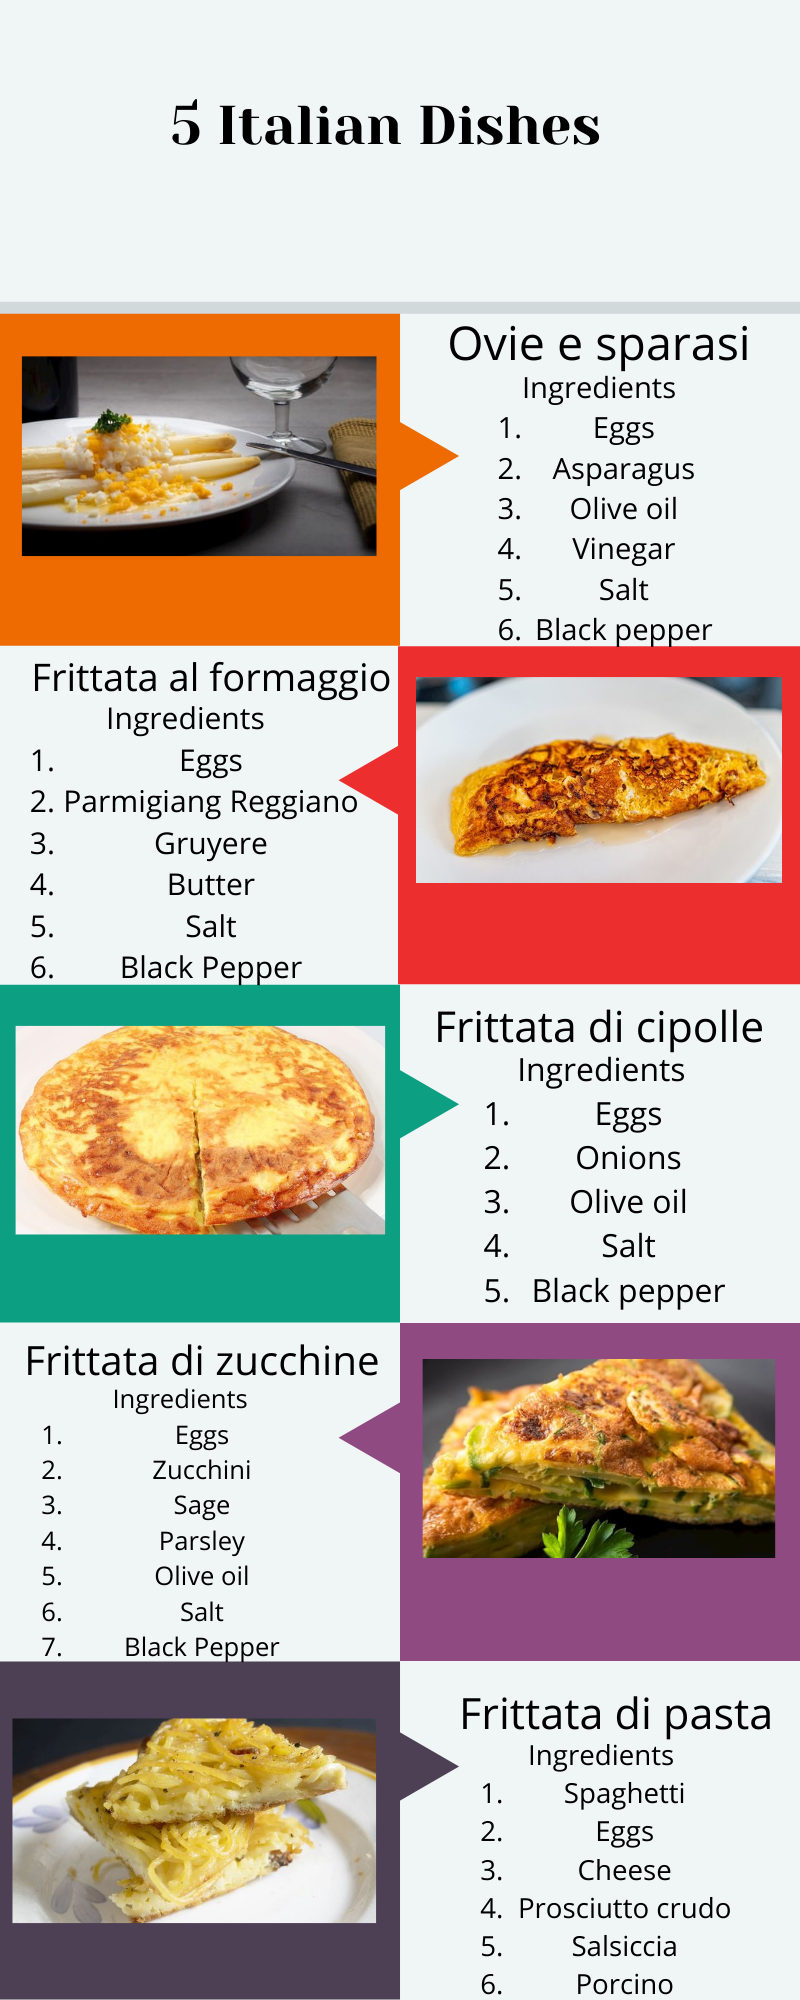 5 Italian Dishes
Ovie e sparasi
Ingredients
1. Eggs
2. Asparagus
3. Olive oil
4. Vinegar
5. Salt
6. Black pepper
Frittata al formaggio
Ingredients
1. Eggs
2. Parmigiang Reggiano
3. Gruyere
4. Butter
5. Salt
6. Black Pepper
Frittata di cipolle
Ingredients
1. Eggs
2. Onions
3. Olive oil
4. Salt
5. Black pepper
Frittata di zucchine
Ingredients
1. Eggs
2. Zucchini
3. Sage
4. Parsley
5. Olive oil
6. Salt
7. Black Pepper
Frittata di pasta
Ingredients
1. Spaghetti
2. Eggs
3. Cheese
4. Prosciutto crudo
5. Salsiccia
6. Porcino